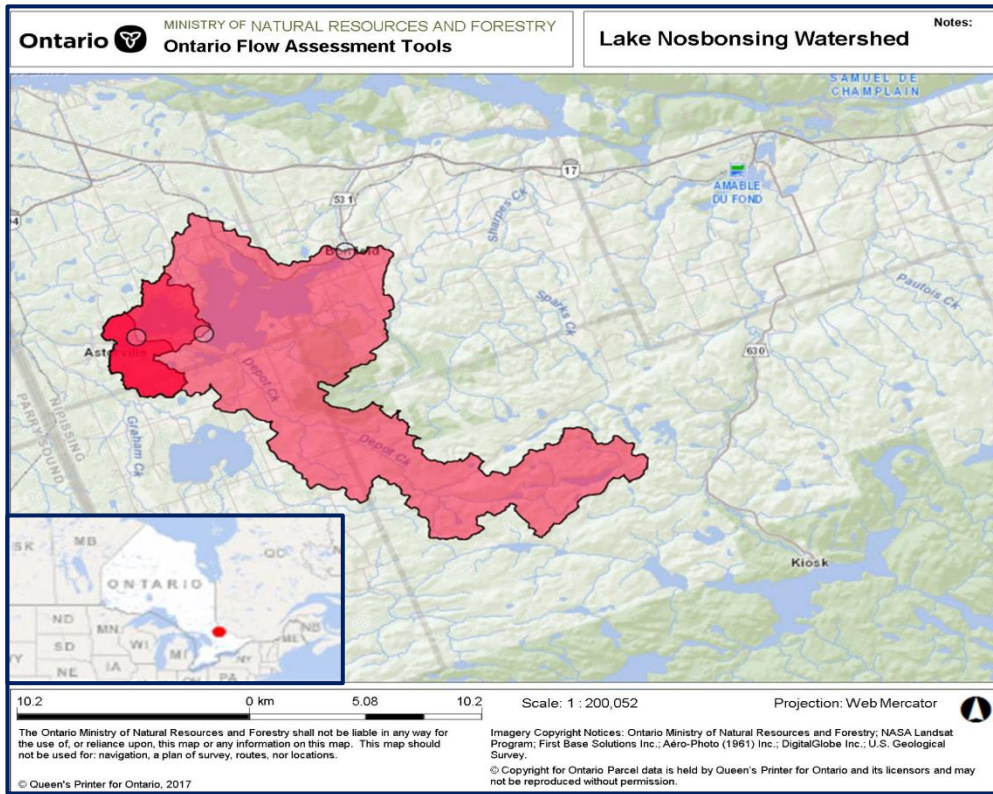 Ontario
MINISTRY OF NATURAL RESOURCES AND FORESTRY
Ontario Flow Assessment Tools
Lake Nosbonsing Watershed
Notes:
SAMUEL DE
CHAMPLAIN
17
531
AMABLE
DU FOND
Sharpes Ck
Sparks Ck
Pautois Ck
630
Depot Ck
Depot Ck
Graham Ck
PARRY SOUND
NIPISSING
Kiosk
SK
MB
ONTARIO
QC
ND
MN
SD
WI
MI
NE
IA
PA
NY
ME
NB
10.2
0 km
5.08
10.2
Scale: 1 : 200,052
Projection: Web Mercator
The Ontario Ministry of Natural Resources and Forestry shall not be liable in any way for
the use of, or reliance upon, this map or any information on this map. This map should
not be used for: navigation, a plan of survey, routes, nor locations.
© Queen's Printer for Ontario, 2017
Imagery Copyright Notices: Ontario Ministry of Natural Resources and Forestry; NASA Landsat
Program; First Base Solutions Inc.; Aéro-Photo (1961) Inc.; DigitalGlobe Inc.; U.S. Geological
Survey.
© Copyright for Ontario Parcel data is held by Queen's Printer for Ontario and its licensors and may
not be reproduced without permission.